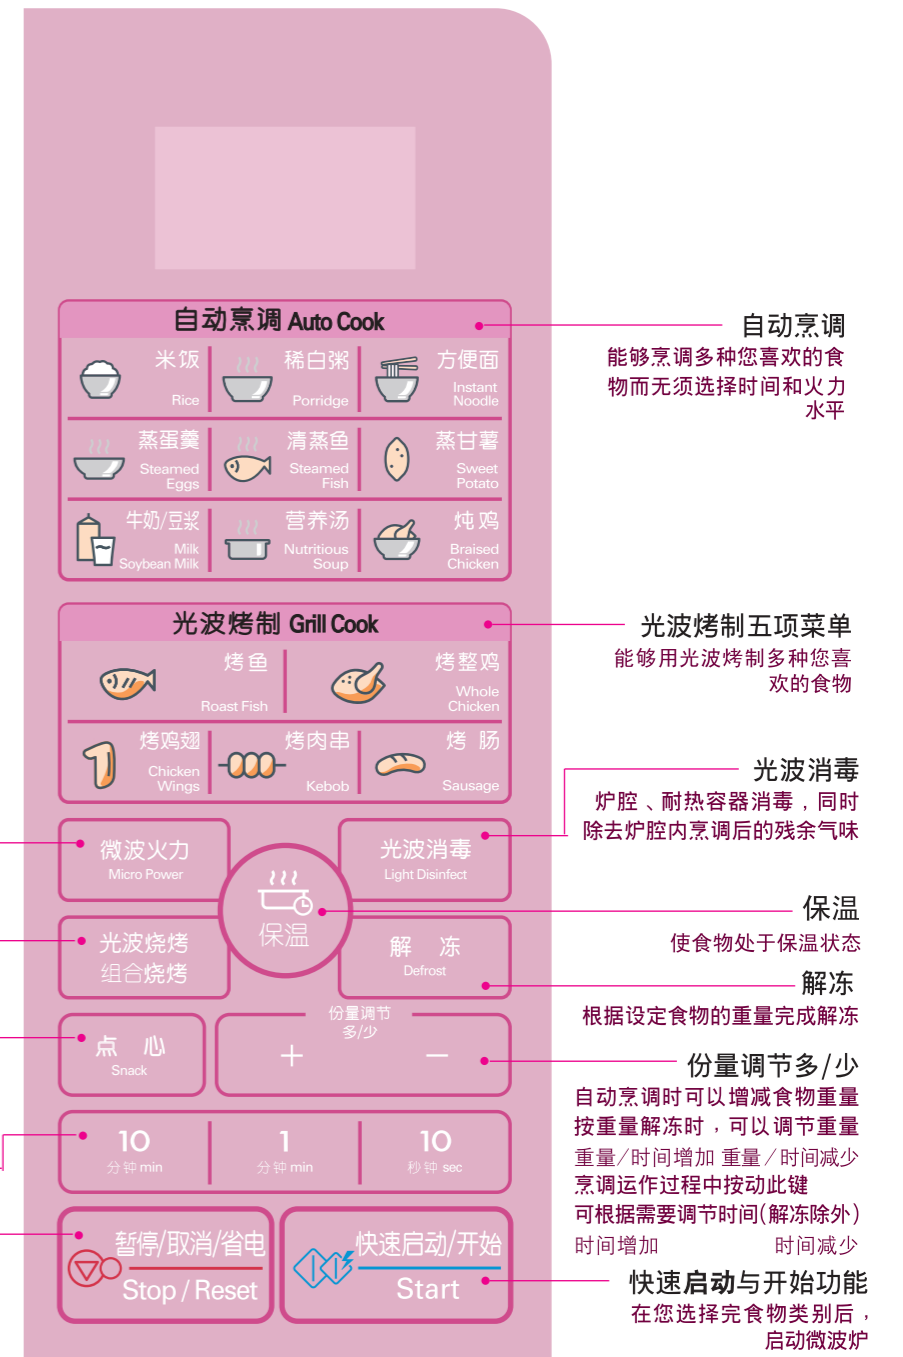 自动烹调 Auto Cook
米饭
Rice
稀白粥
Porridge
方便面
Instant
Noodle
蒸蛋羹
Steamed
Eggs
清蒸鱼
Steamed
Fish
蒸甘薯
Sweet
Potato
牛奶/豆浆
Milk
Soybean Milk
营养汤
Nutritious
Soup
炖鸡
Braised
Chicken
光波烤制 Grill Cook
烤鱼
Roast Fish
烤整鸡
Whole
Chicken
烤鸡翅
Chicken
Wings
烤肉串
Kebob
烤 肠
Sausage
微波火力
Micro Power
光波消毒
Light Disinfect
保温
光波烧烤
组合烧烤
解 冻
Defrost
点 心
Snack
份量调节
多/少
+ −
10
分钟 min
1
分钟 min
10
秒钟 sec
暂停/取消/省电
Stop / Reset
快速启动/开始
Start
自动烹调
能够烹调多种您喜欢的食
物而无须选择时间和火力
水平
光波烤制五项菜单
能够用光波烤制多种您喜
欢的食物
光波消毒
炉腔、耐热容器消毒，同时
除去炉腔内烹调后的残余气味
保温
使食物处于保温状态
解冻
根据设定食物的重量完成解冻
份量调节多/少
自动烹调时可以增减食物重量
按重量解冻时，可以调节重量
重量/时间增加 重量/时间减少
烹调运作过程中按动此键
可根据需要调节时间(解冻除外)
时间增加 时间减少
快速启动与开始功能
在您选择完食物类别后，
启动微波炉